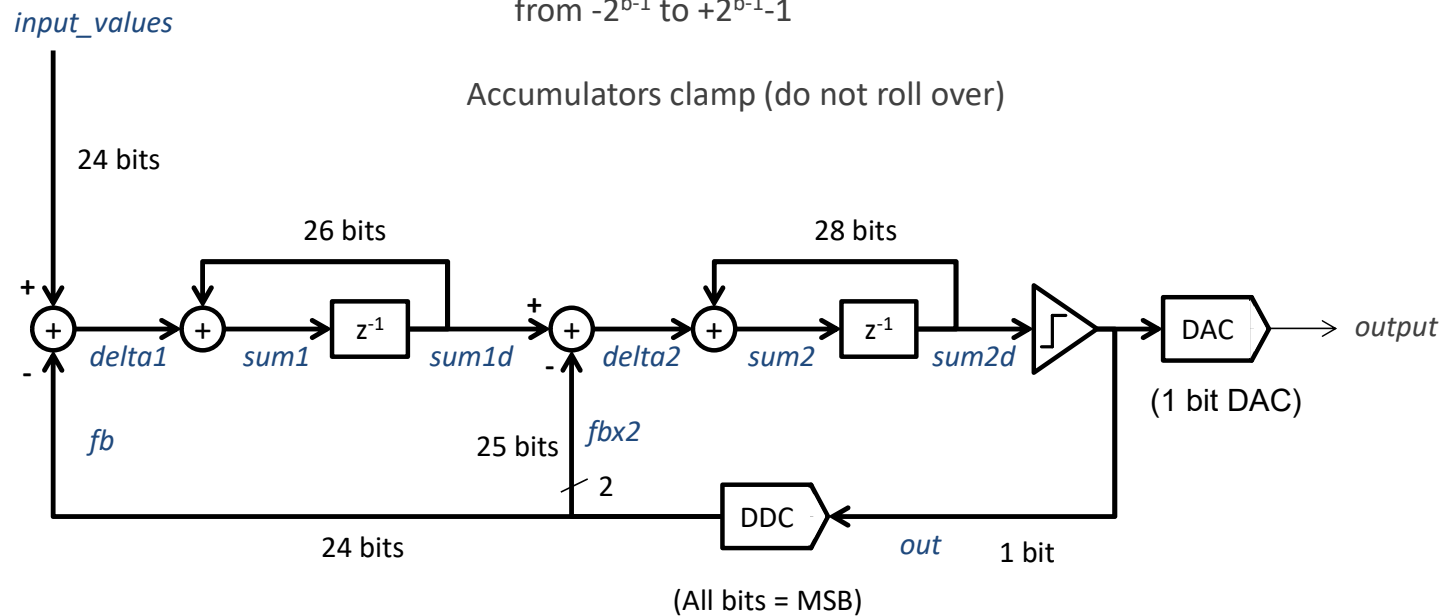 from -2ᵇ⁻¹ to +2ᵇ⁻¹-1
input_values
Accumulators clamp (do not roll over)
24 bits
26 bits
28 bits
+
+
-
+
z⁻¹
+
-
+
+
z⁻¹
DAC
output
delta1
sum1
sum1d
delta2
sum2
sum2d
(1 bit DAC)
fb
25 bits
fbx2
2
DDC
24 bits
out
1 bit
(All bits = MSB)